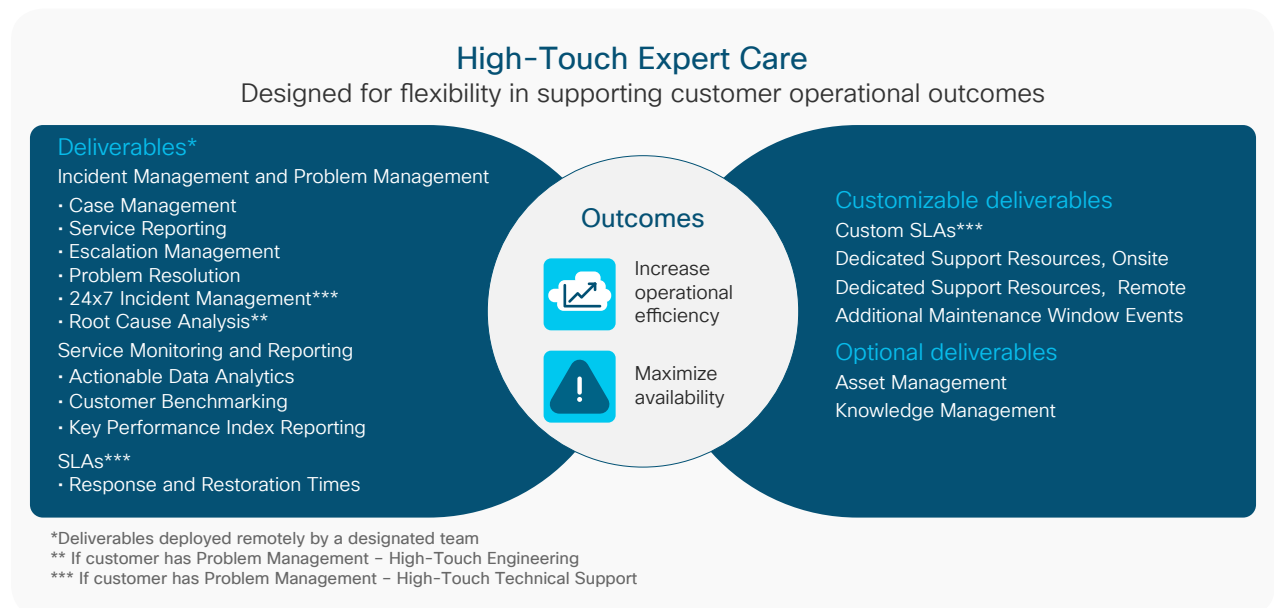 High-Touch Expert Care
Designed for flexibility in supporting customer operational outcomes
Deliverables*
Incident Management and Problem Management
· Case Management
· Service Reporting
· Escalation Management
· Problem Resolution
· 24x7 Incident Management***
· Root Cause Analysis**
Service Monitoring and Reporting
· Actionable Data Analytics
· Customer Benchmarking
· Key Performance Index Reporting
SLAs***
· Response and Restoration Times
Outcomes
Increase
operational
efficiency
Maximize
availability
Customizable deliverables
Custom SLAs***
Dedicated Support Resources, Onsite
Dedicated Support Resources,  Remote
Additional Maintenance Window Events
Optional deliverables
Asset Management
Knowledge Management
*Deliverables deployed remotely by a designated team
** If customer has Problem Management – High-Touch Engineering
*** If customer has Problem Management – High-Touch Technical Support